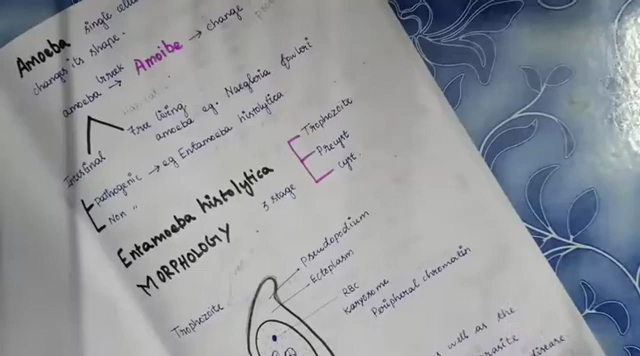 Amoeba single celled
changes its shape.
amoeba Greek → Amoibe → change
Free living
amoeba eg. Naegleria fowleri
Intestinal
pathogenic → eg Entamoeba histolytica
Non "
Entamoeba histolytica
3 stage
Trophozoite
Precyst
cyst.
MORPHOLOGY
Trophozoite
Pseudopodium
Ectoplasm
RBC
Karyosome
Peripheral chromatin
well as the
disease